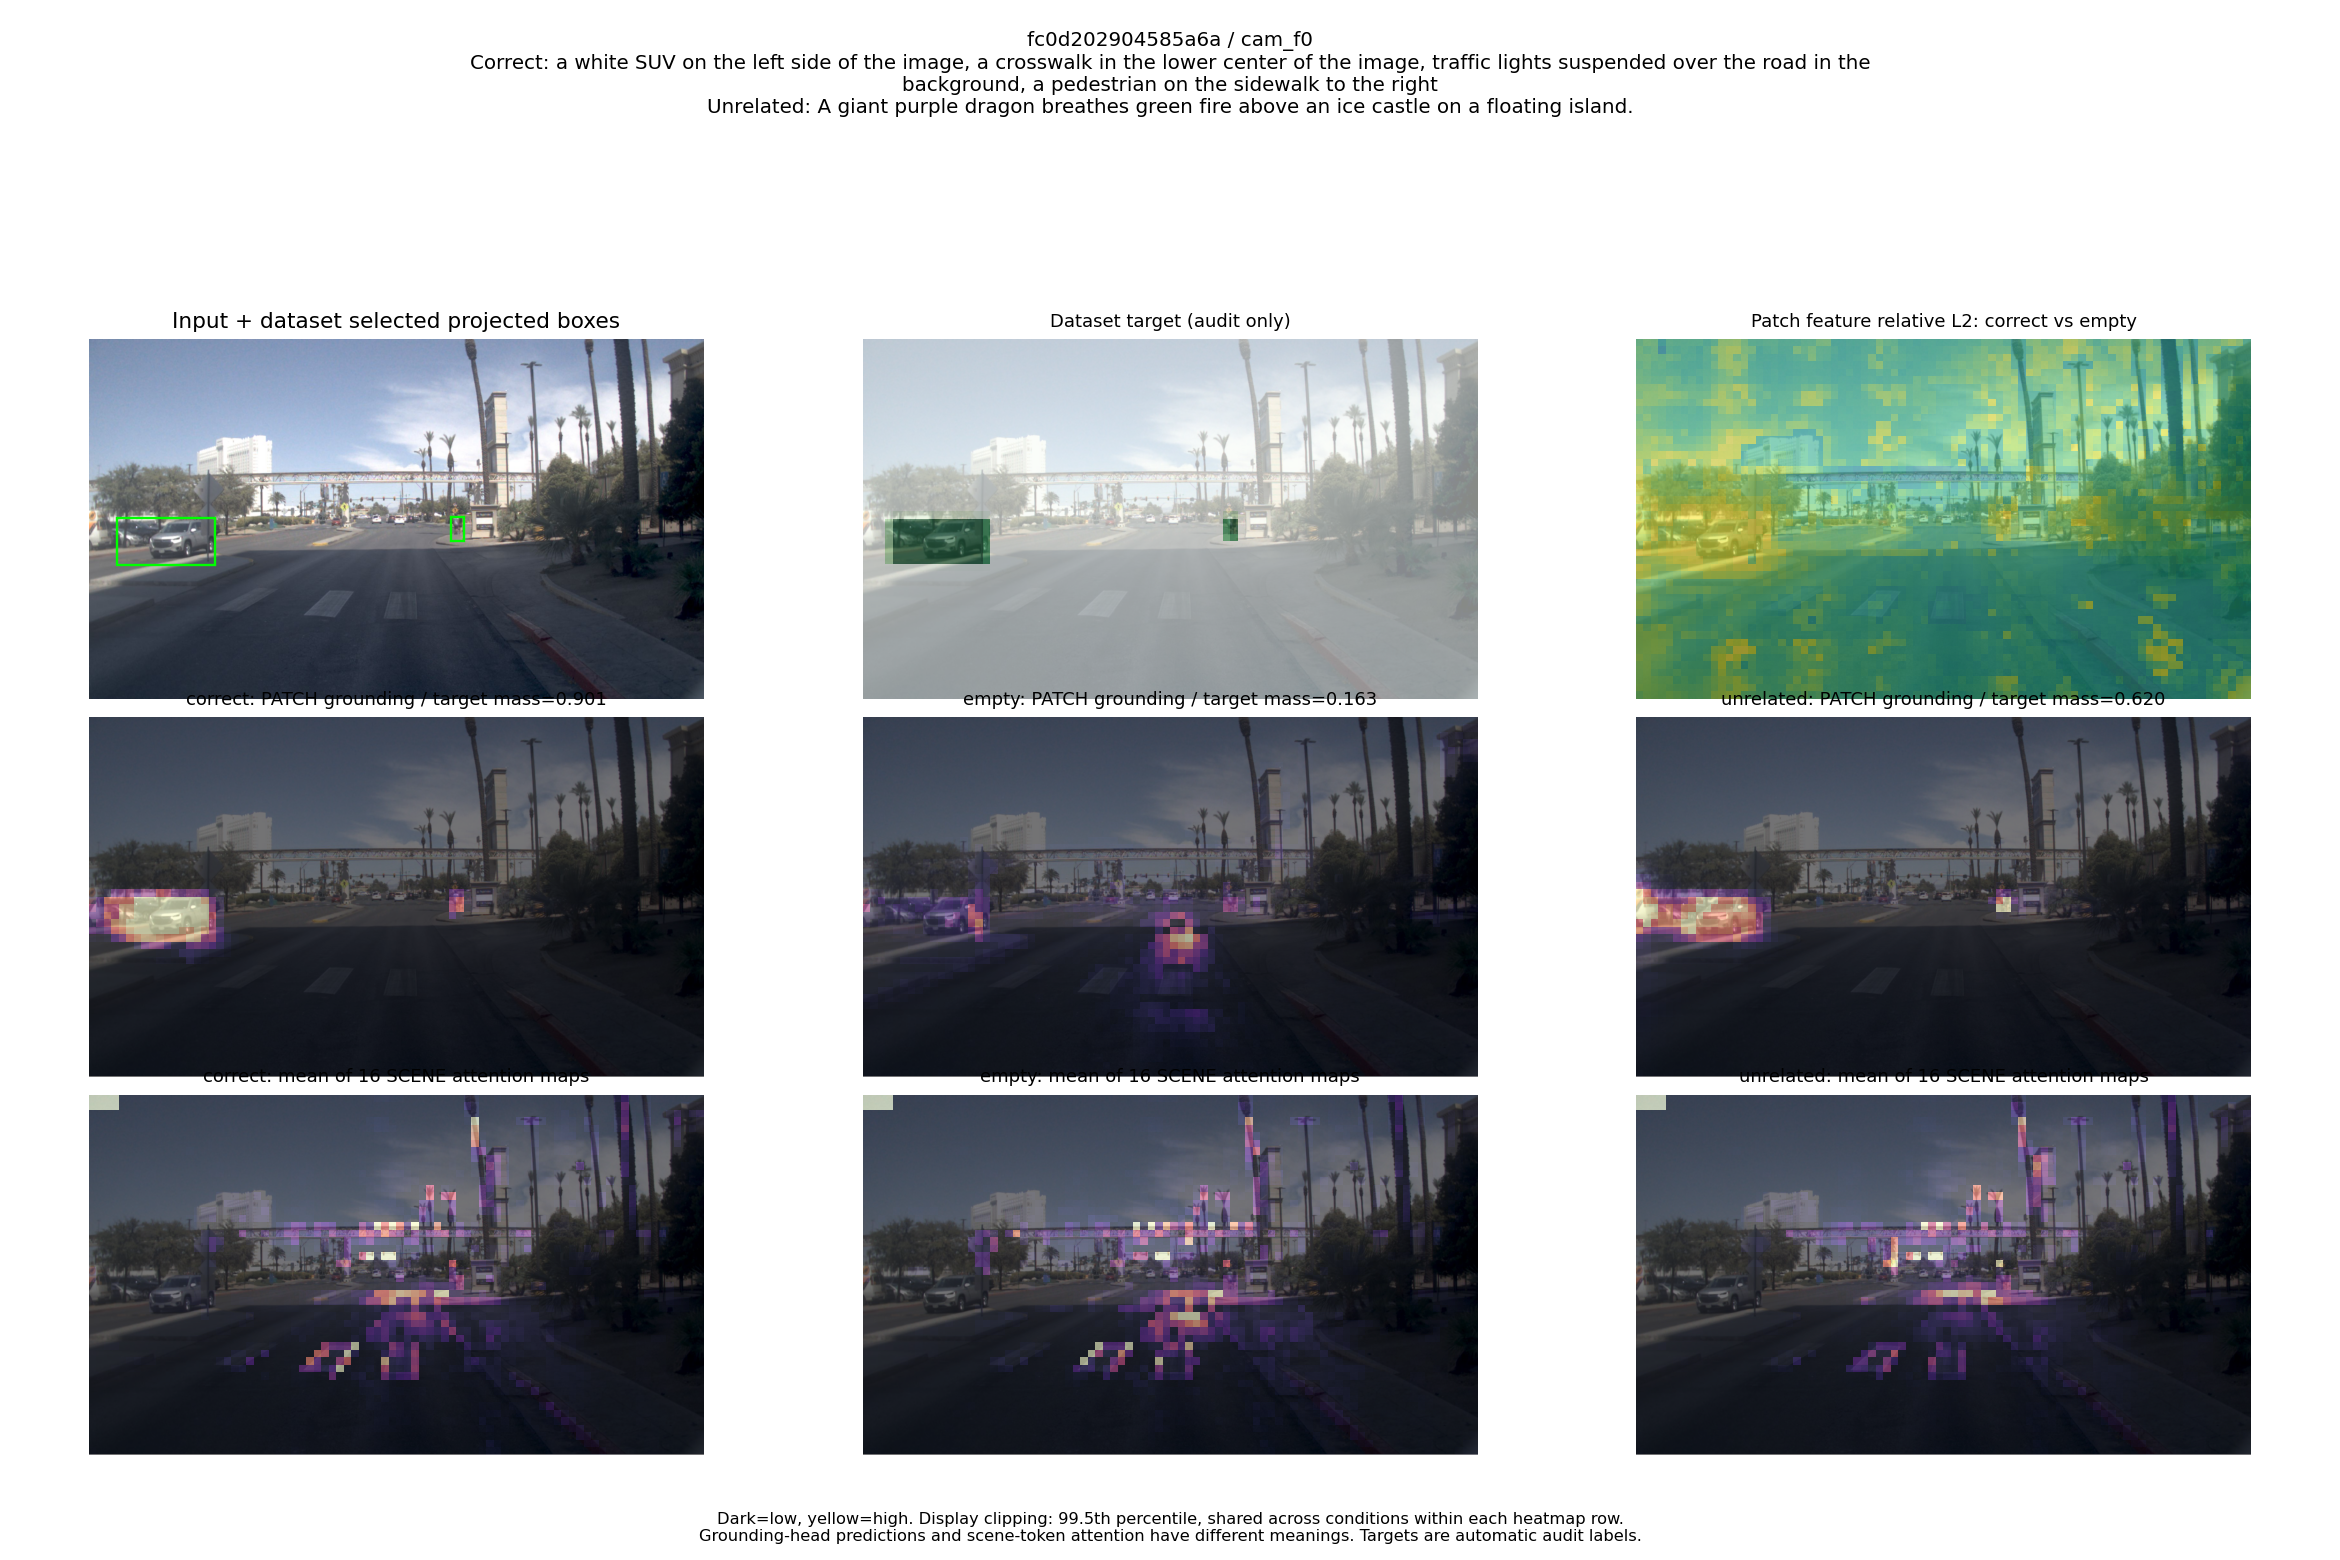 fc0d202904585a6a / cam_f0
Correct: a white SUV on the left side of the image, a crosswalk in the lower center of the image, traffic lights suspended over the road in the
background, a pedestrian on the sidewalk to the right
Unrelated: A giant purple dragon breathes green fire above an ice castle on a floating island.
Input + dataset selected projected boxes
Dataset target (audit only)
Patch feature relative L2: correct vs empty
correct: PATCH grounding / target mass=0.901
empty: PATCH grounding / target mass=0.163
unrelated: PATCH grounding / target mass=0.620
correct: mean of 16 SCENE attention maps
empty: mean of 16 SCENE attention maps
unrelated: mean of 16 SCENE attention maps
Dark=low, yellow=high. Display clipping: 99.5th percentile, shared across conditions within each heatmap row.
Grounding-head predictions and scene-token attention have different meanings. Targets are automatic audit labels.